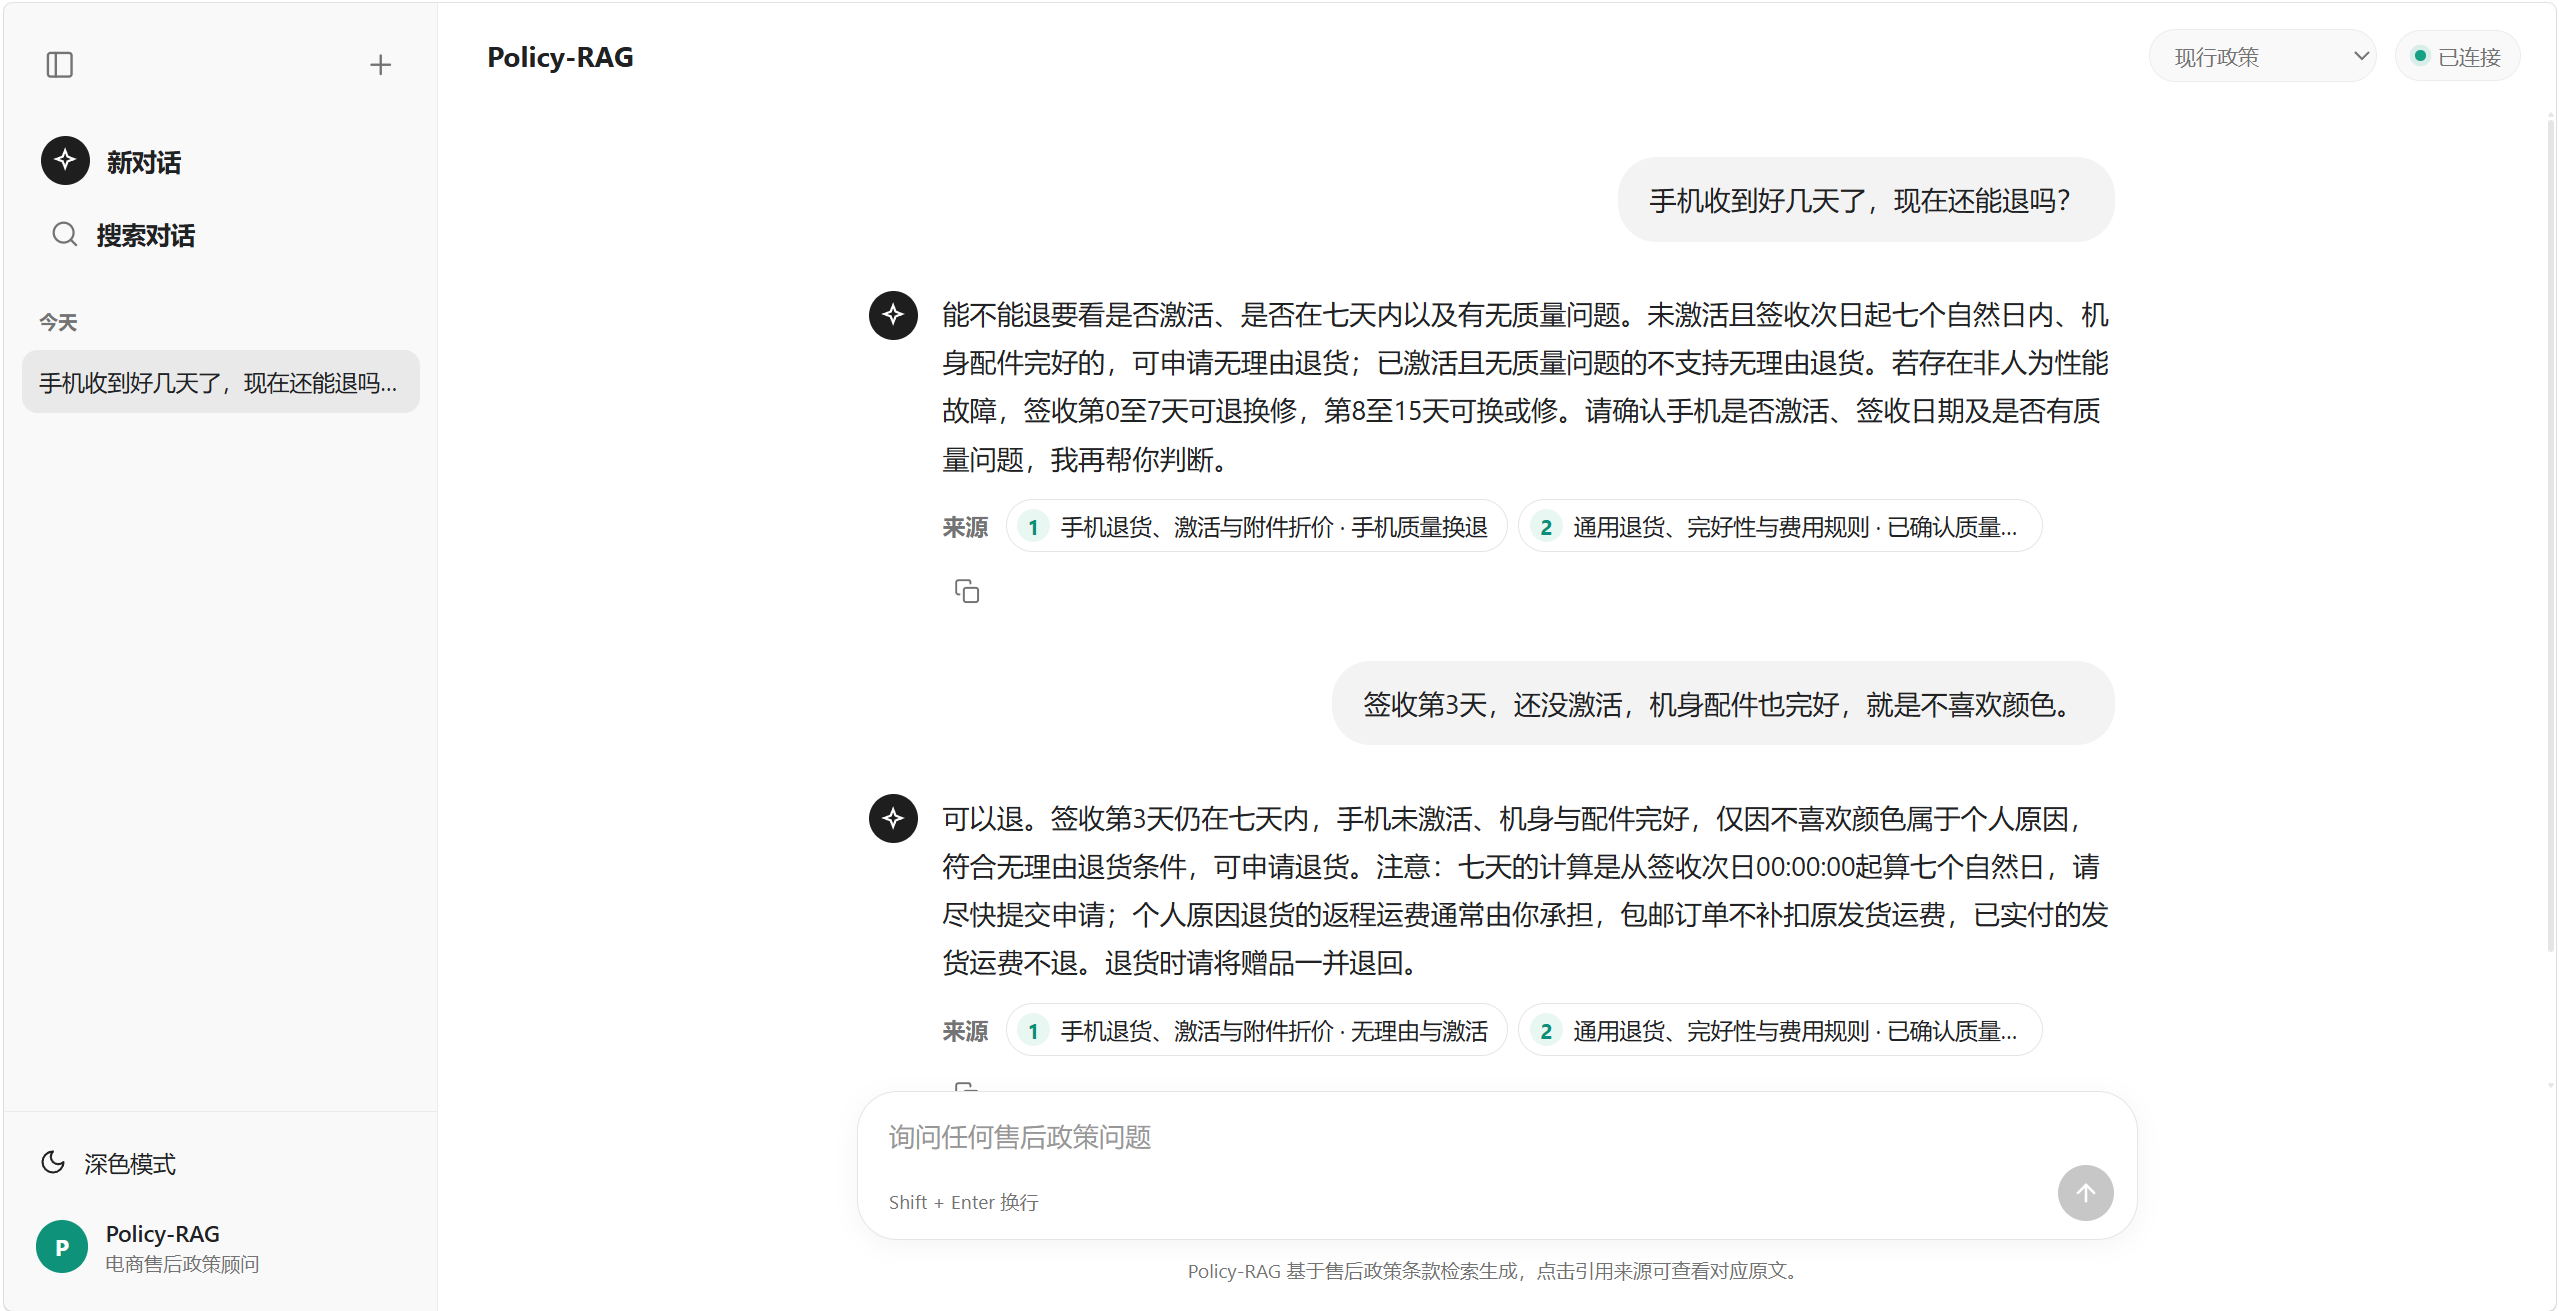 Policy-RAG
现行政策
已连接
新对话
搜索对话
今天
手机收到好几天了，现在还能退吗...
手机收到好几天了，现在还能退吗？
能不能退要看是否激活、是否在七天内以及有无质量问题。未激活且签收次日起七个自然日内、机
身配件完好的，可申请无理由退货；已激活且无质量问题的不支持无理由退货。若存在非人为性能
故障，签收第0至7天可退换修，第8至15天可换或修。请确认手机是否激活、签收日期及是否有质
量问题，我再帮你判断。
来源 1 手机退货、激活与附件折价 · 手机质量换退 2 通用退货、完好性与费用规则 · 已确认质量...
签收第3天，还没激活，机身配件也完好，就是不喜欢颜色。
可以退。签收第3天仍在七天内，手机未激活、机身与配件完好，仅因不喜欢颜色属于个人原因，
符合无理由退货条件，可申请退货。注意：七天的计算是从签收次日00:00:00起算七个自然日，请
尽快提交申请；个人原因退货的返程运费通常由你承担，包邮订单不补扣原发货运费，已实付的发
货运费不退。退货时请将赠品一并退回。
来源 1 手机退货、激活与附件折价 · 无理由与激活 2 通用退货、完好性与费用规则 · 已确认质量...
询问任何售后政策问题
Shift + Enter 换行
Policy-RAG 基于售后政策条款检索生成，点击引用来源可查看对应原文。
深色模式
P
Policy-RAG
电商售后政策顾问